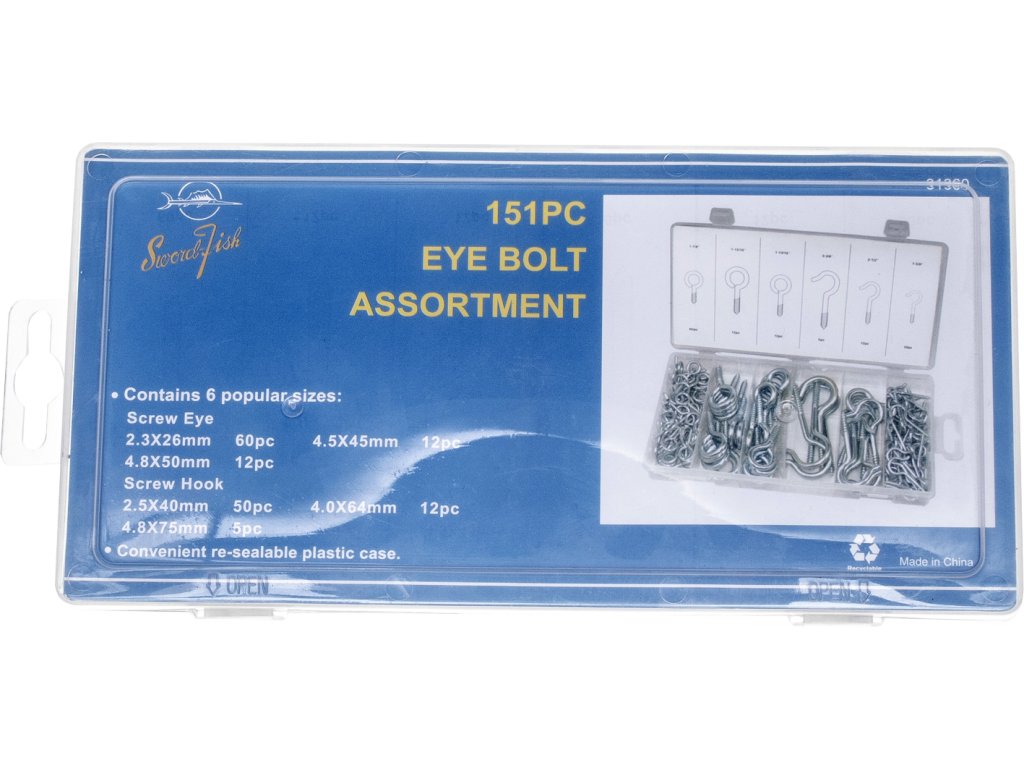 31360
Sword Fish
151PC
EYE BOLT
ASSORTMENT
• Contains 6 popular sizes:
Screw Eye
2.3X26mm 60pc 4.5X45mm 12pc
4.8X50mm 12pc
Screw Hook
2.5X40mm 50pc 4.0X64mm 12pc
4.8X75mm 5pc
• Convenient re-sealable plastic case.
Recyclable
Made in China
OPEN
OPEN